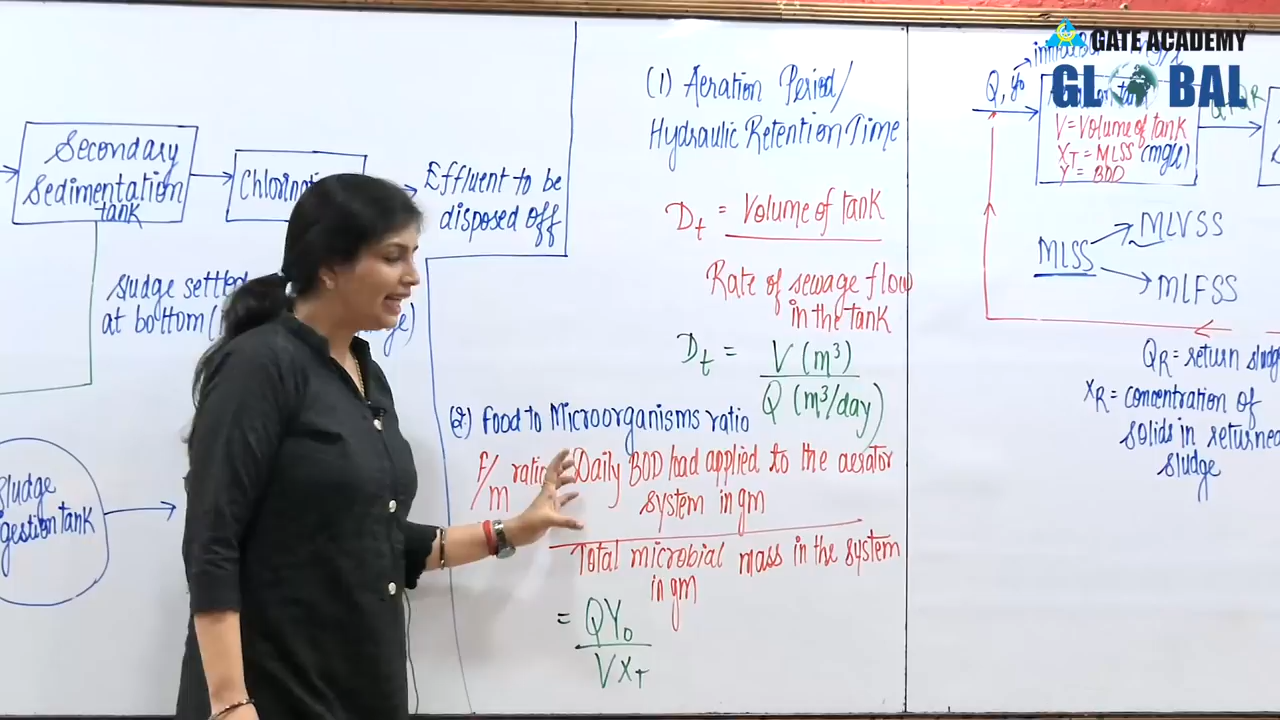 GATE ACADEMY
GLOBAL
Secondary
Sedimentation
tank
Effluent to be
disposed off
Sludge settled
at bottom (
(1) Aeration Period/
Hydraulic Retention Time
Dt = Volume of tank
Rate of sewage flow
in the tank
Dt = V (m³)
Q (m³/day)
(2) Food to Microorganisms ratio
f/m ratio Daily BOD load applied to the aerator
system in gm
Total microbial mass in the system
in gm
= QY₀
VXT
Q, y₀
V = Volume of tank
XT = MLSS (mg/l)
Y = BOD
MLSS
MLVSS
MLFSS
QR = return sludge
XR = concentration of
solids in returned
sludge
tank